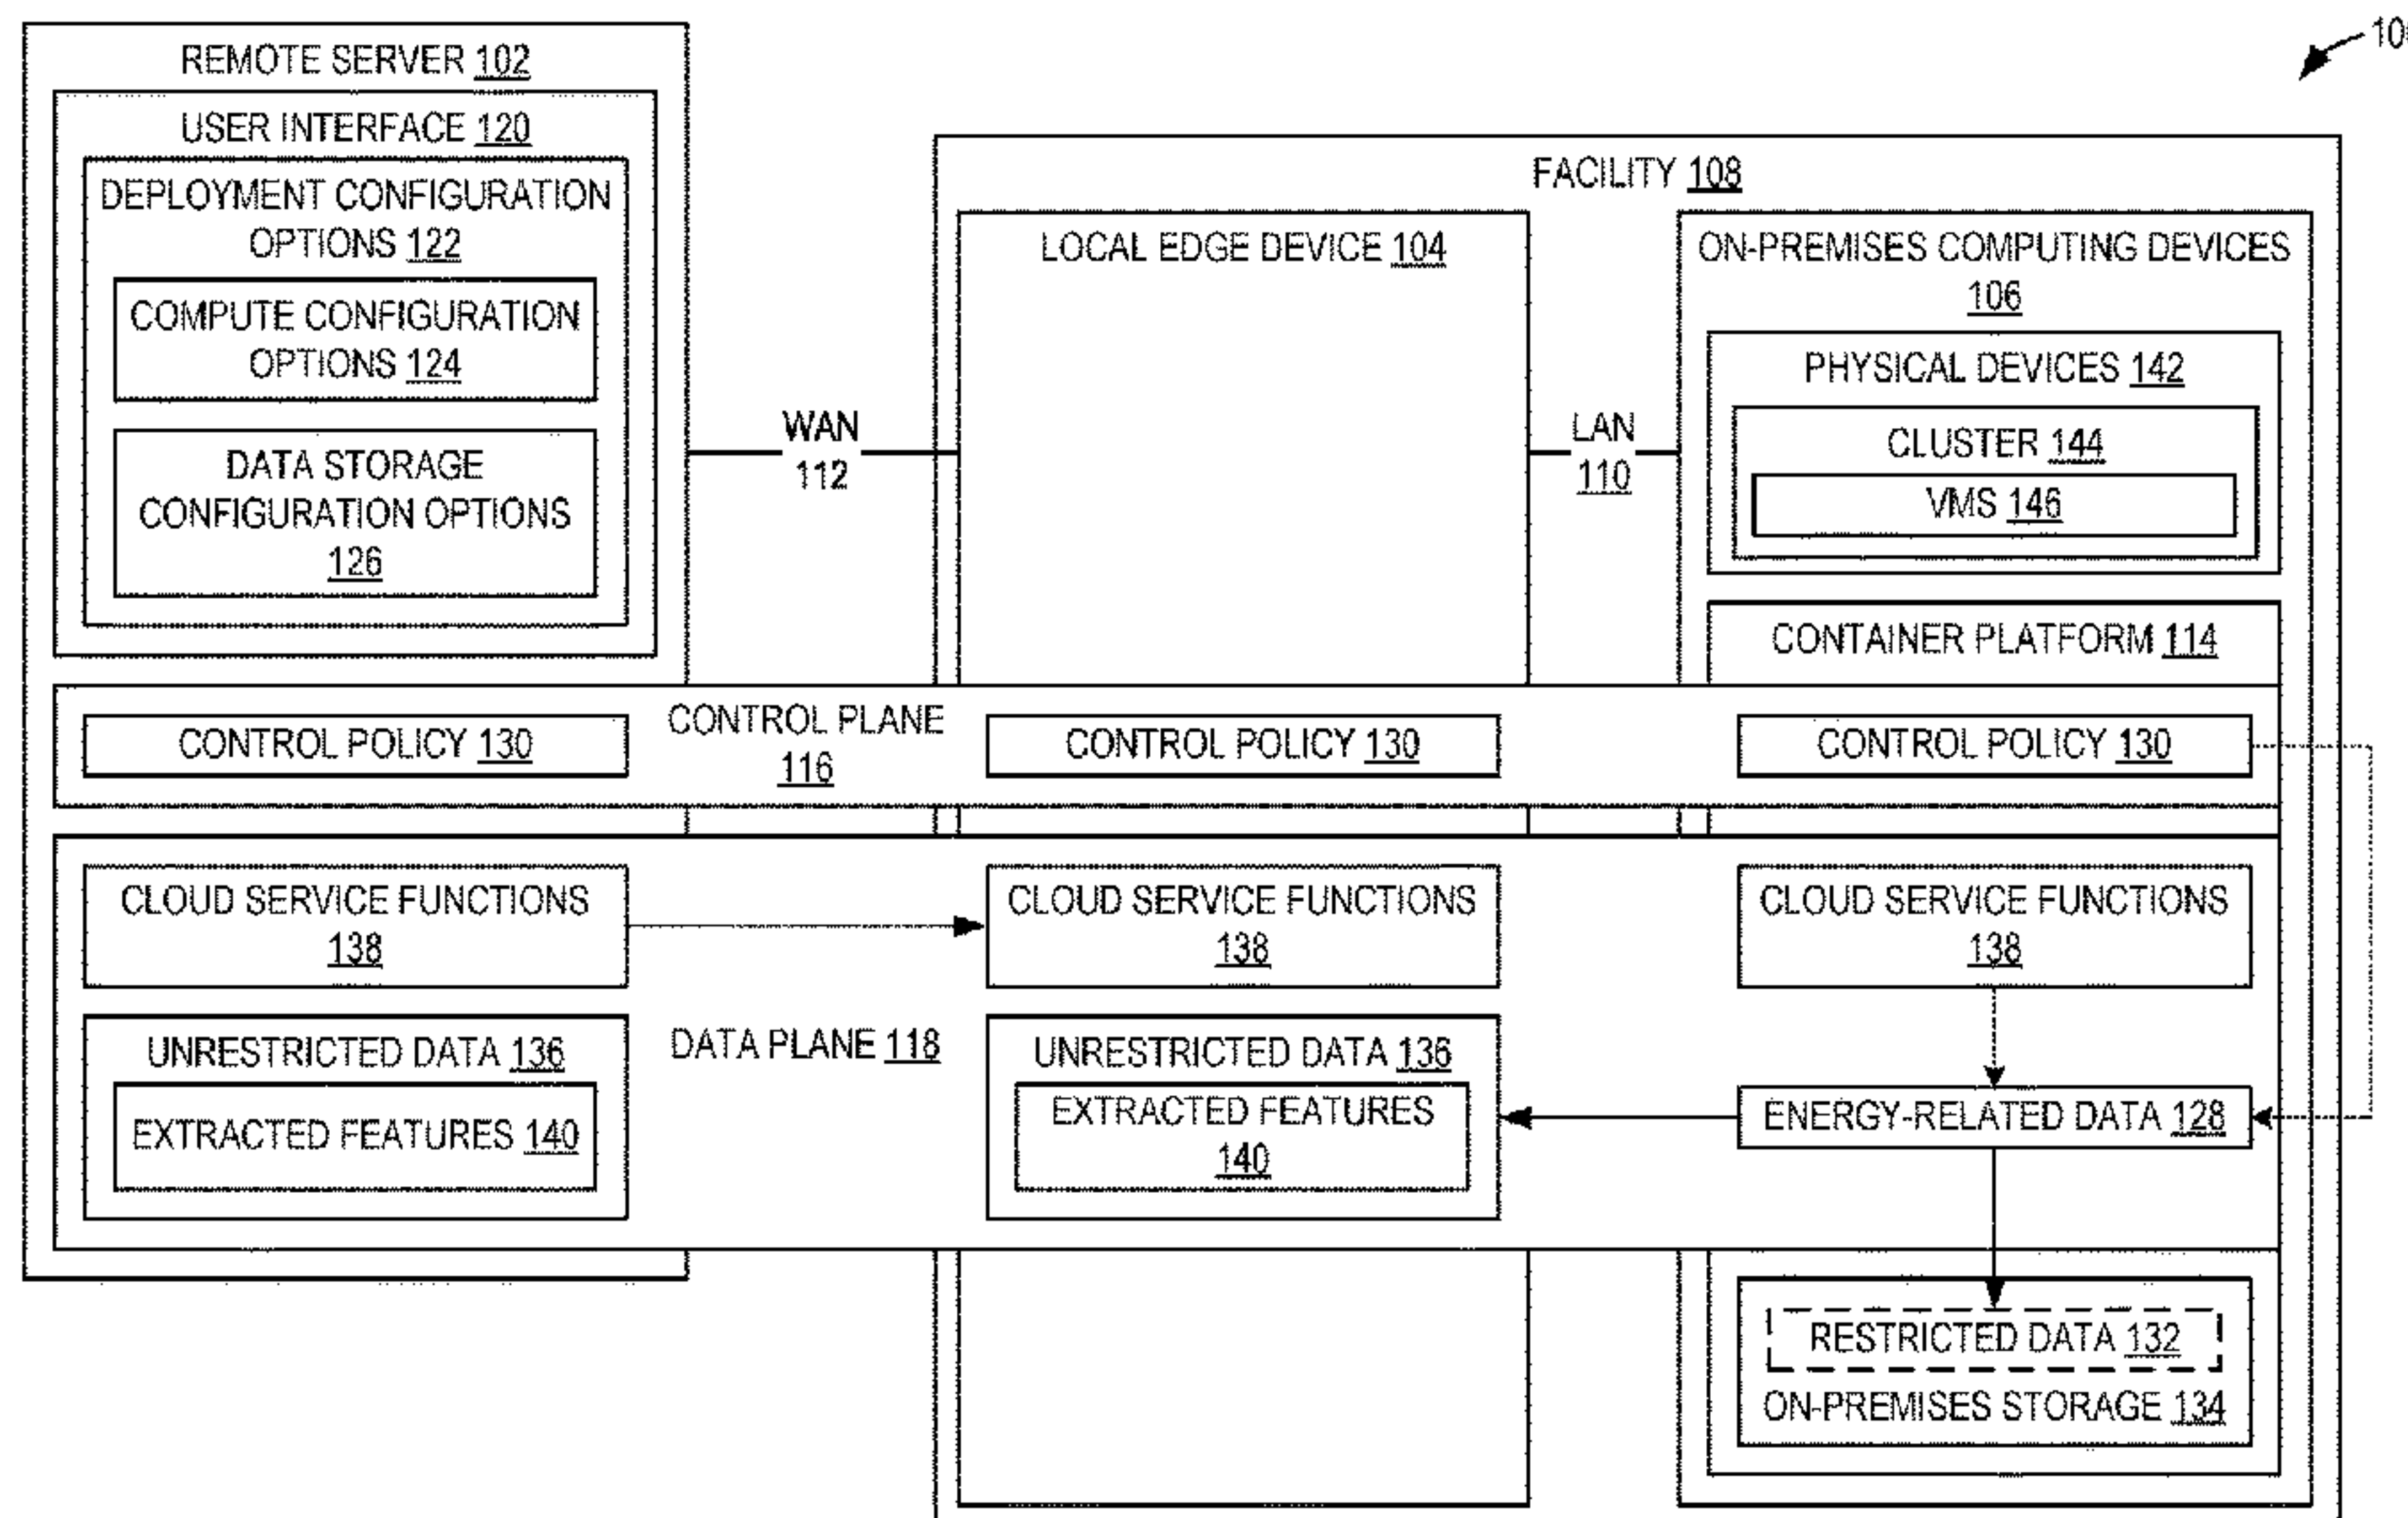 10
REMOTE SERVER 102
USER INTERFACE 120
DEPLOYMENT CONFIGURATION
OPTIONS 122
COMPUTE CONFIGURATION
OPTIONS 124
DATA STORAGE
CONFIGURATION OPTIONS
126
WAN
112
FACILITY 108
LOCAL EDGE DEVICE 104
LAN
110
ON-PREMISES COMPUTING DEVICES
106
PHYSICAL DEVICES 142
CLUSTER 144
VMS 146
CONTAINER PLATFORM 114
CONTROL POLICY 130
CONTROL PLANE
116
CONTROL POLICY 130
CONTROL POLICY 130
CLOUD SERVICE FUNCTIONS
138
CLOUD SERVICE FUNCTIONS
138
CLOUD SERVICE FUNCTIONS
138
UNRESTRICTED DATA 136
EXTRACTED FEATURES 140
DATA PLANE 118
UNRESTRICTED DATA 136
EXTRACTED FEATURES
140
ENERGY-RELATED DATA 128
RESTRICTED DATA 132
ON-PREMISES STORAGE 134